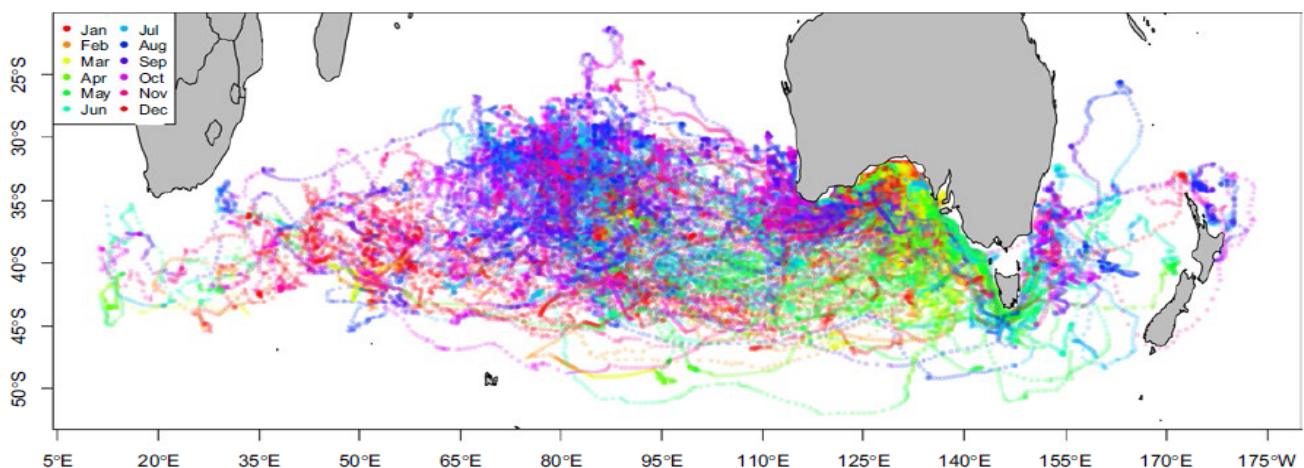 Jan Jul
Feb Aug
Mar Sep
Apr Oct
May Nov
Jun Dec
25°S
30°S
35°S
40°S
45°S
50°S
5°E 20°E 35°E 50°E 65°E 80°E 95°E 110°E 125°E 140°E 155°E 170°E 175°W